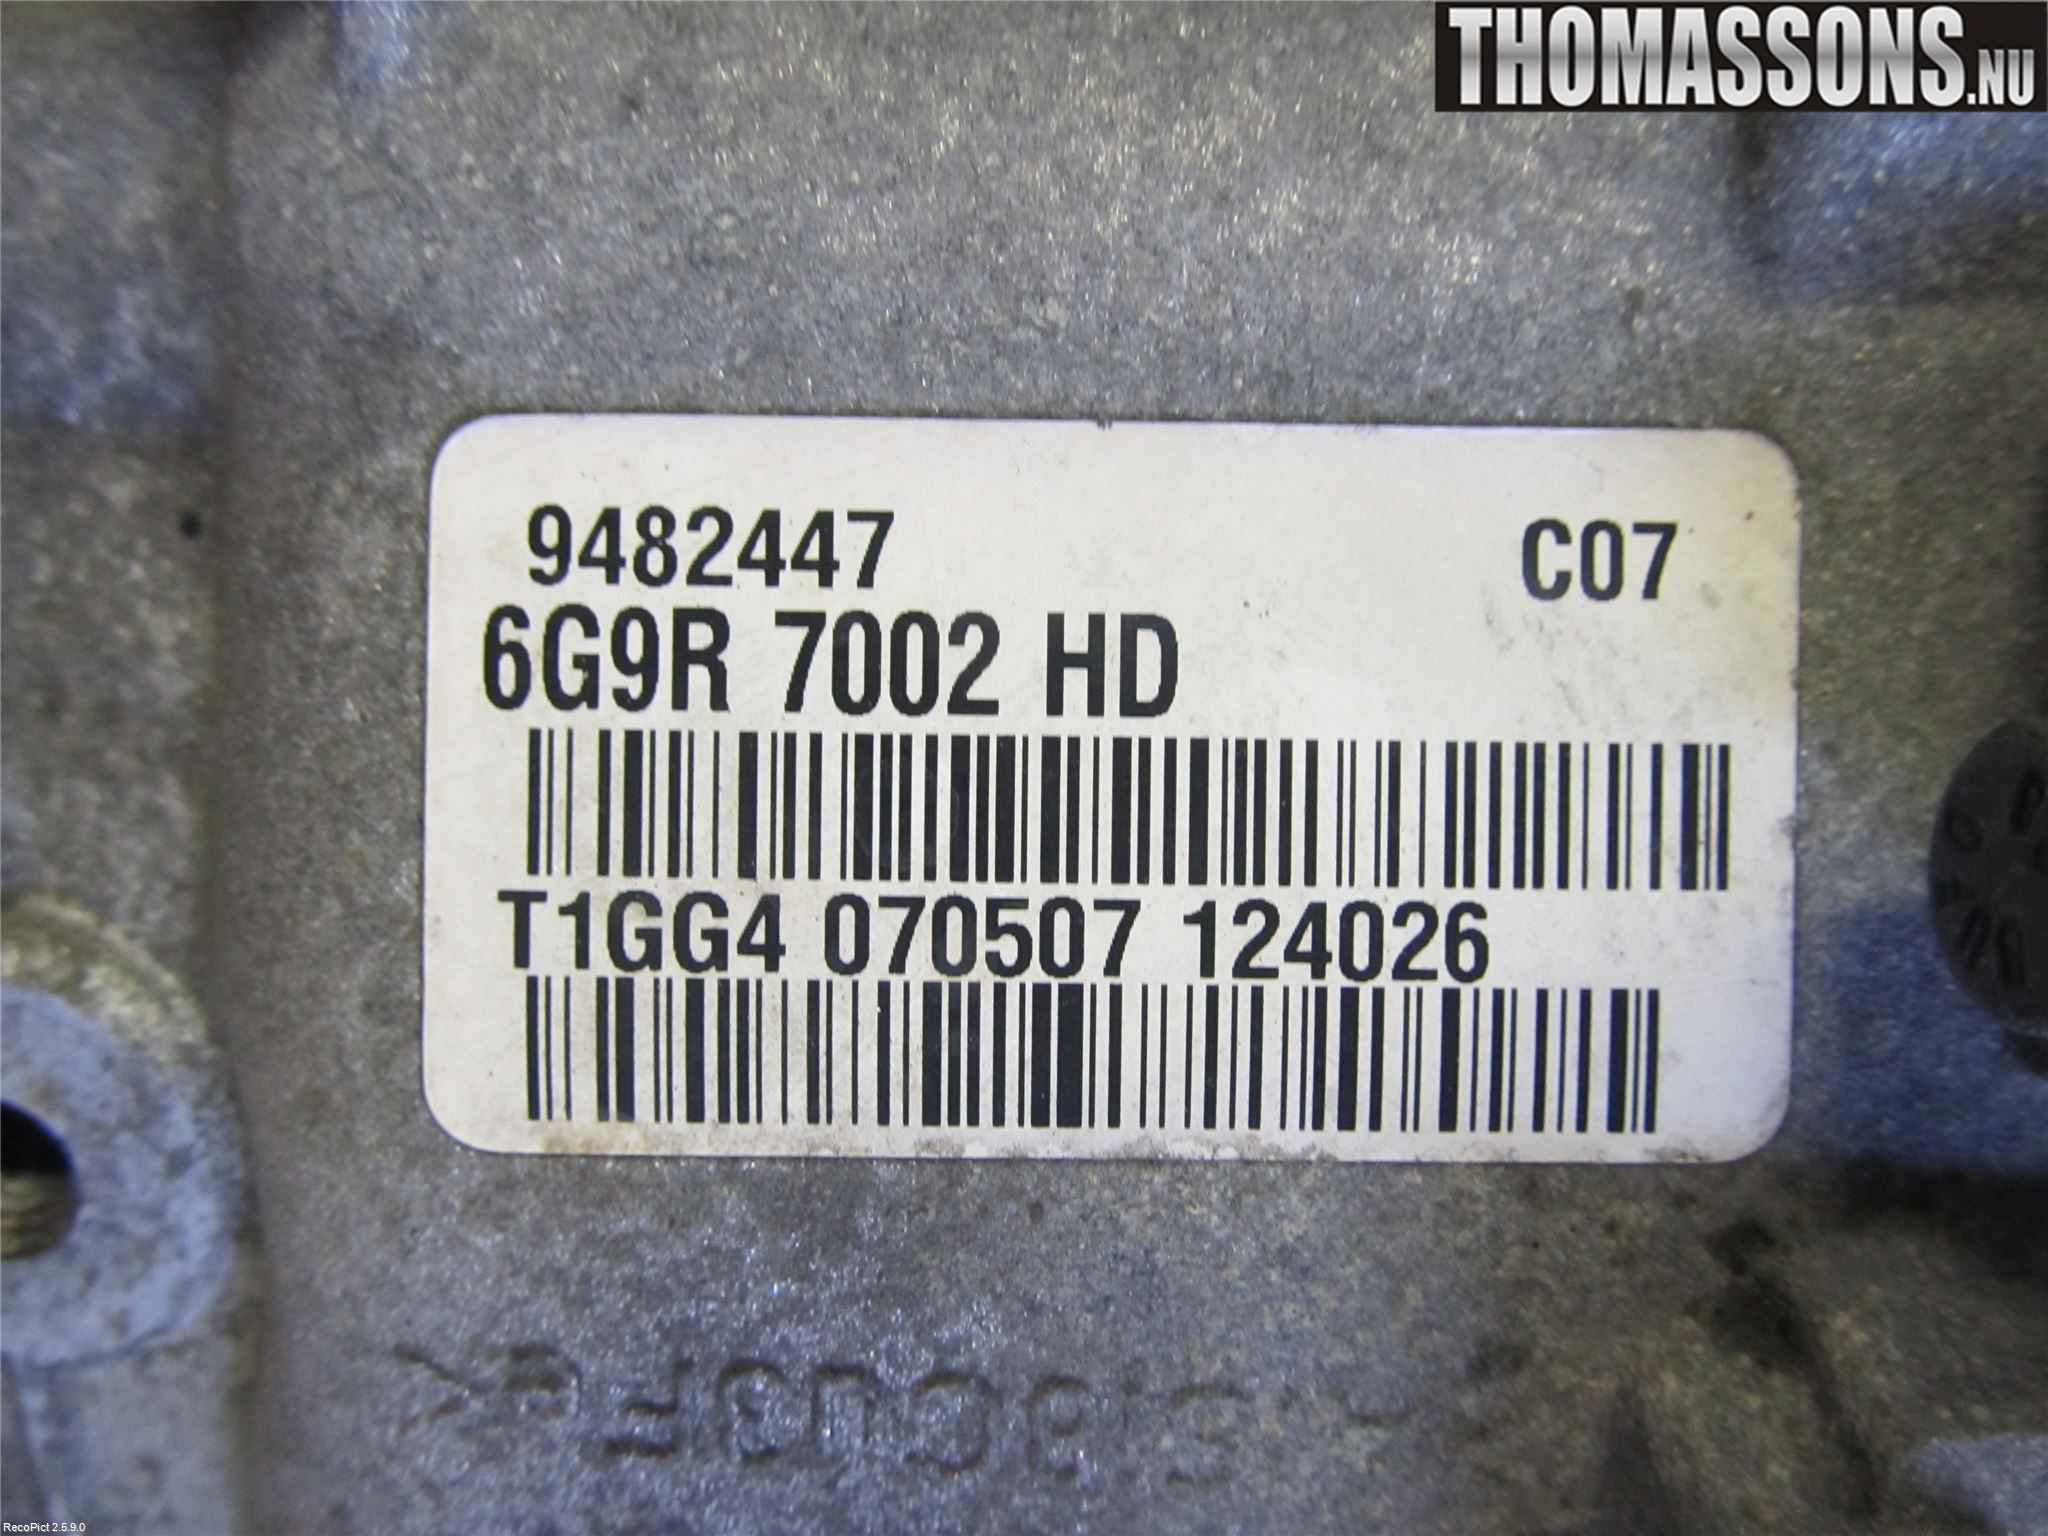 THOMASSONS.NU
9482447 C07
6G9R 7002 HD
T1GG4 070507 124026
RecoPict 2.5.9.0